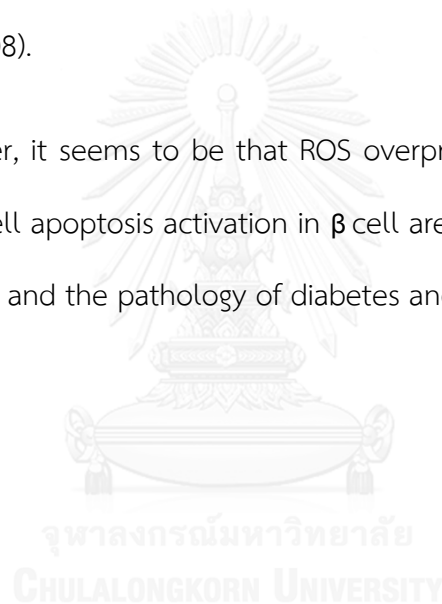 8).
er, it seems to be that ROS overpr
ell apoptosis activation in β cell are
and the pathology of diabetes an
จุฬาลงกรณ์มหาวิทยาลัย
CHULALONGKORN UNIVERSITY